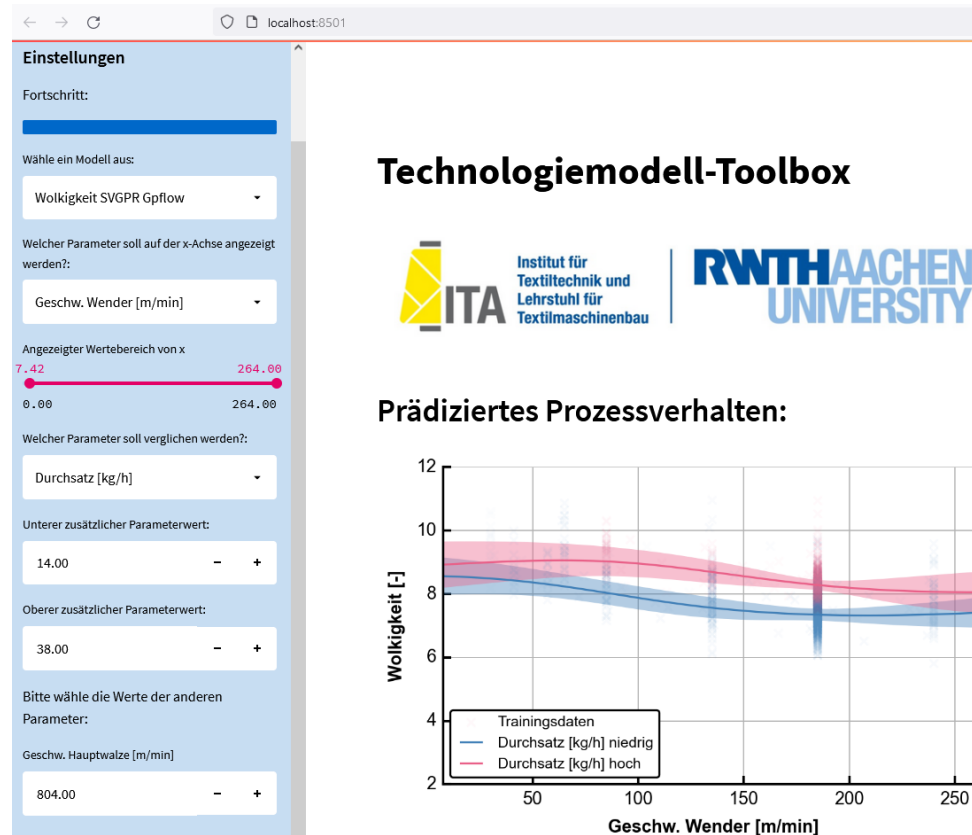 localhost:8501
Einstellungen
Fortschritt:
Wähle ein Modell aus:
Wolkigkeit SVGPR Gpflow
Welcher Parameter soll auf der x-Achse angezeigt
werden?:
Geschw. Wender [m/min]
Angezeigter Wertebereich von x
7.42 264.00
0.00 264.00
Welcher Parameter soll verglichen werden?:
Durchsatz [kg/h]
Unterer zusätzlicher Parameterwert:
14.00 - +
Oberer zusätzlicher Parameterwert:
38.00 - +
Bitte wähle die Werte der anderen
Parameter:
Geschw. Hauptwalze [m/min]
804.00 - +
Technologiemodell-Toolbox
ITA
Institut für
Textiltechnik und
Lehrstuhl für
Textilmaschinenbau
RWTHAACHEN
UNIVERSITY
Prädiziertes Prozessverhalten:
12
10
8
6
4
2
Wolkigkeit [-]
Trainingsdaten
Durchsatz [kg/h] niedrig
Durchsatz [kg/h] hoch
50 100 150 200 250
Geschw. Wender [m/min]